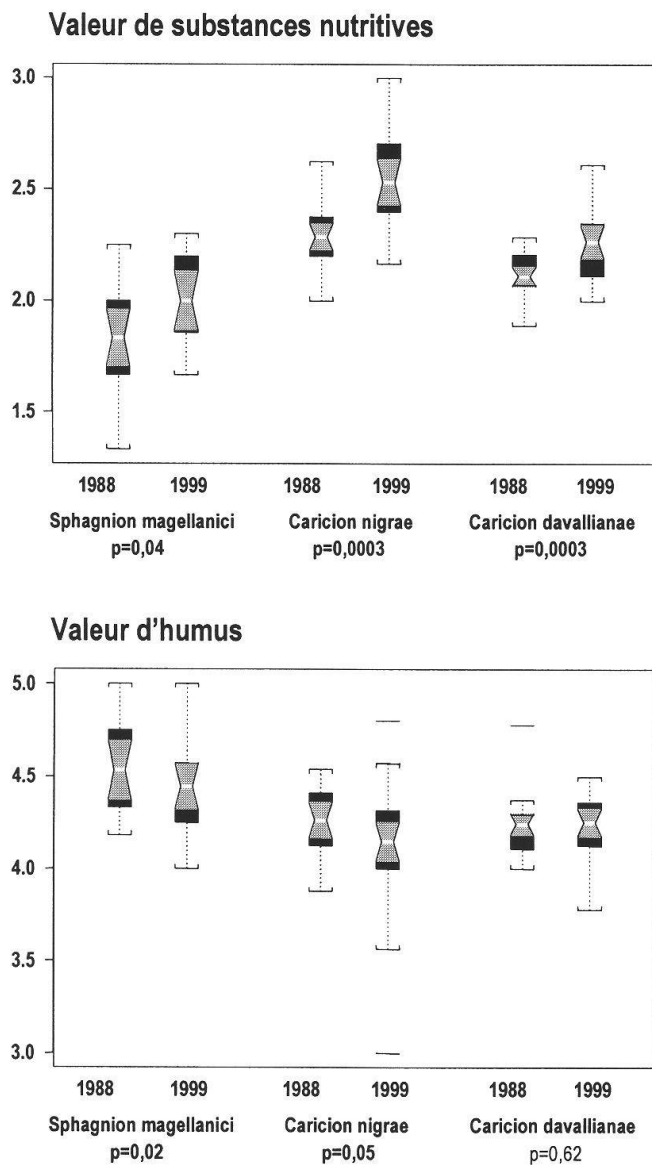 Valeur de substances nutritives
3.0
2.5
2.0
1.5
1988 1999 1988 1999 1988 1999
Sphagnion magellanici Caricion nigrae Caricion davallianae
p=0,04 p=0,0003 p=0,0003
Valeur d'humus
5.0
4.5
4.0
3.5
3.0
1988 1999 1988 1999 1988 1999
Sphagnion magellanici Caricion nigrae Caricion davallianae
p=0,02 p=0,05 p=0,62